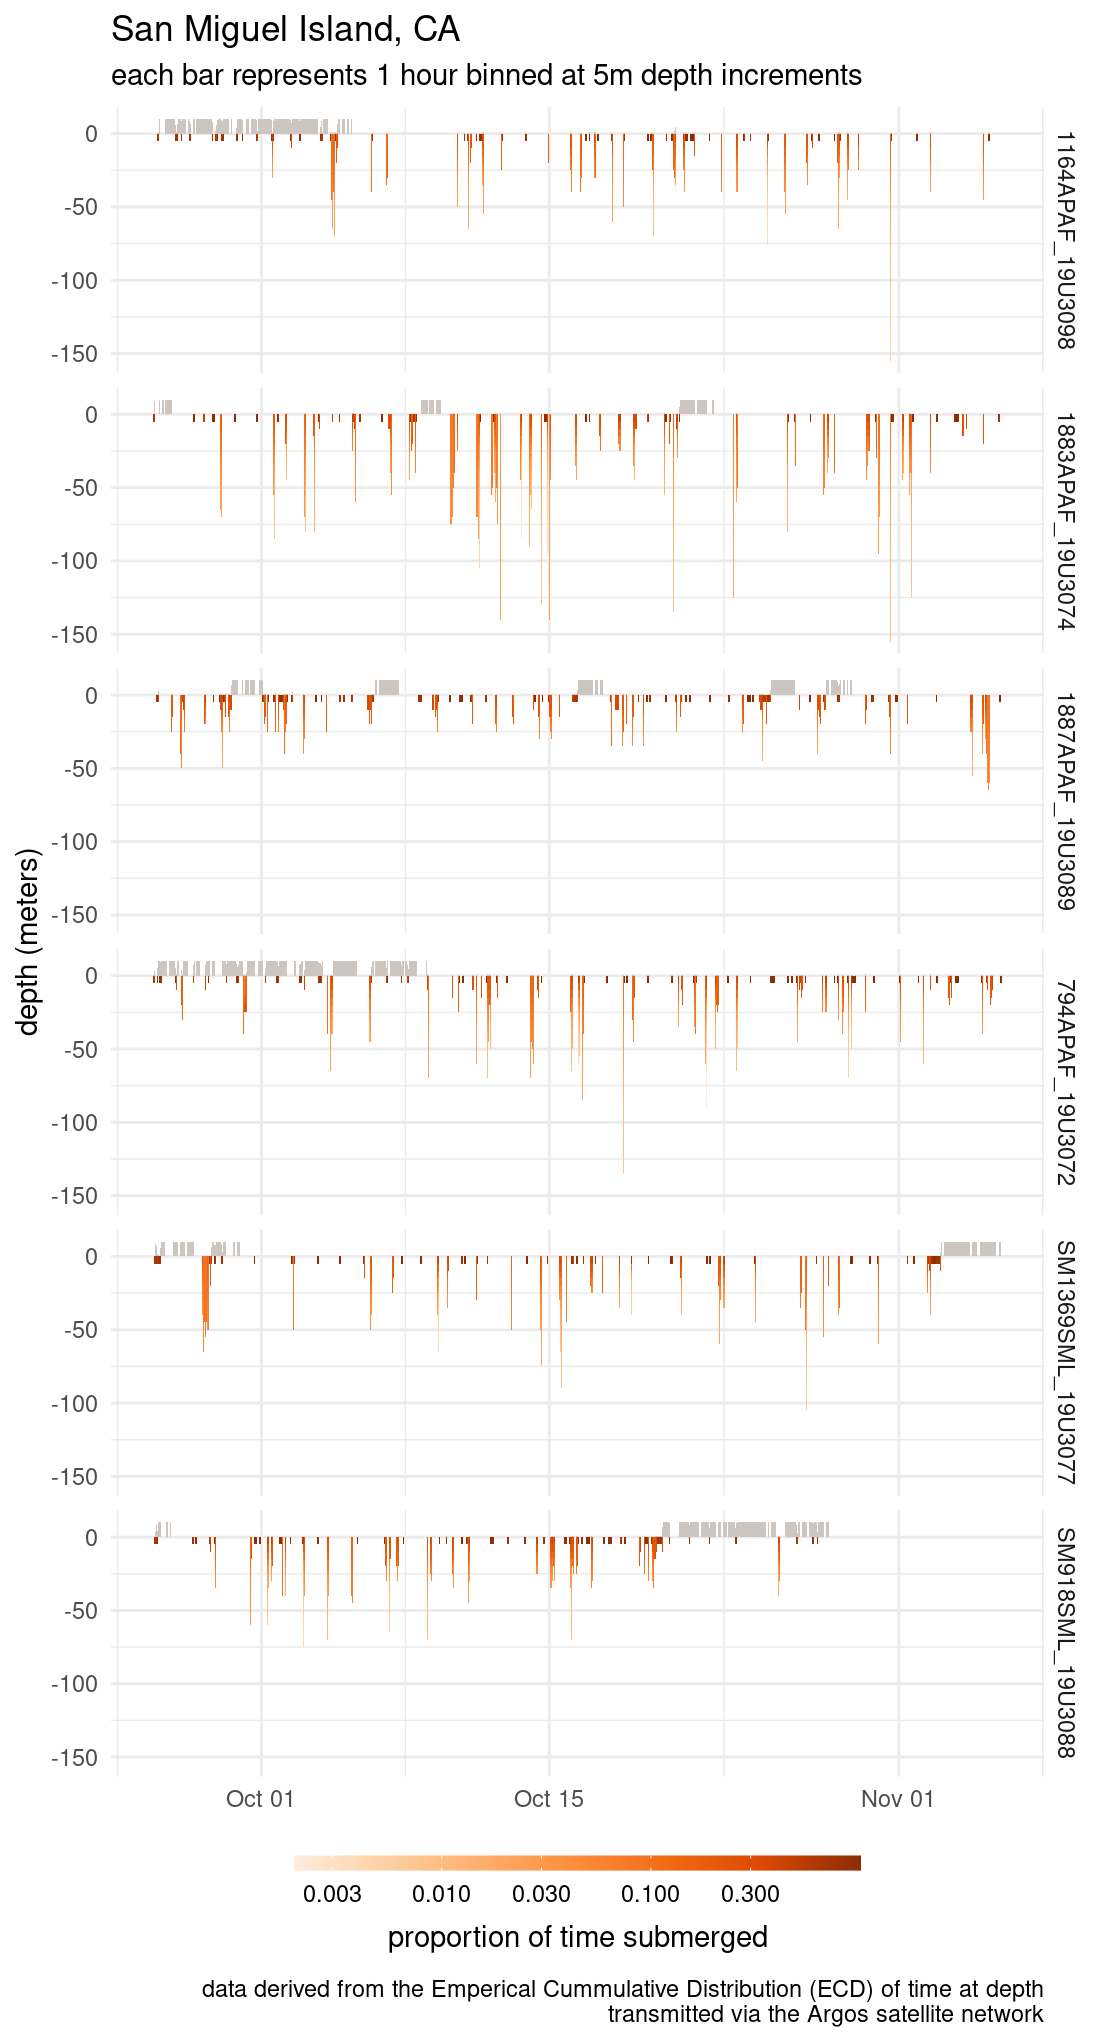 San Miguel Island, CA
each bar represents 1 hour binned at 5m depth increments
depth (meters)
0
-50
-100
-150
1164APAF_19U3098
0
-50
-100
-150
1883APAF_19U3074
0
-50
-100
-150
1887APAF_19U3089
0
-50
-100
-150
794APAF_19U3072
0
-50
-100
-150
SM1369SML_19U3077
0
-50
-100
-150
SM918SML_19U3088
Oct 01 Oct 15 Nov 01
0.003 0.010 0.030 0.100 0.300
proportion of time submerged
data derived from the Emperical Cummulative Distribution (ECD) of time at depth
transmitted via the Argos satellite network